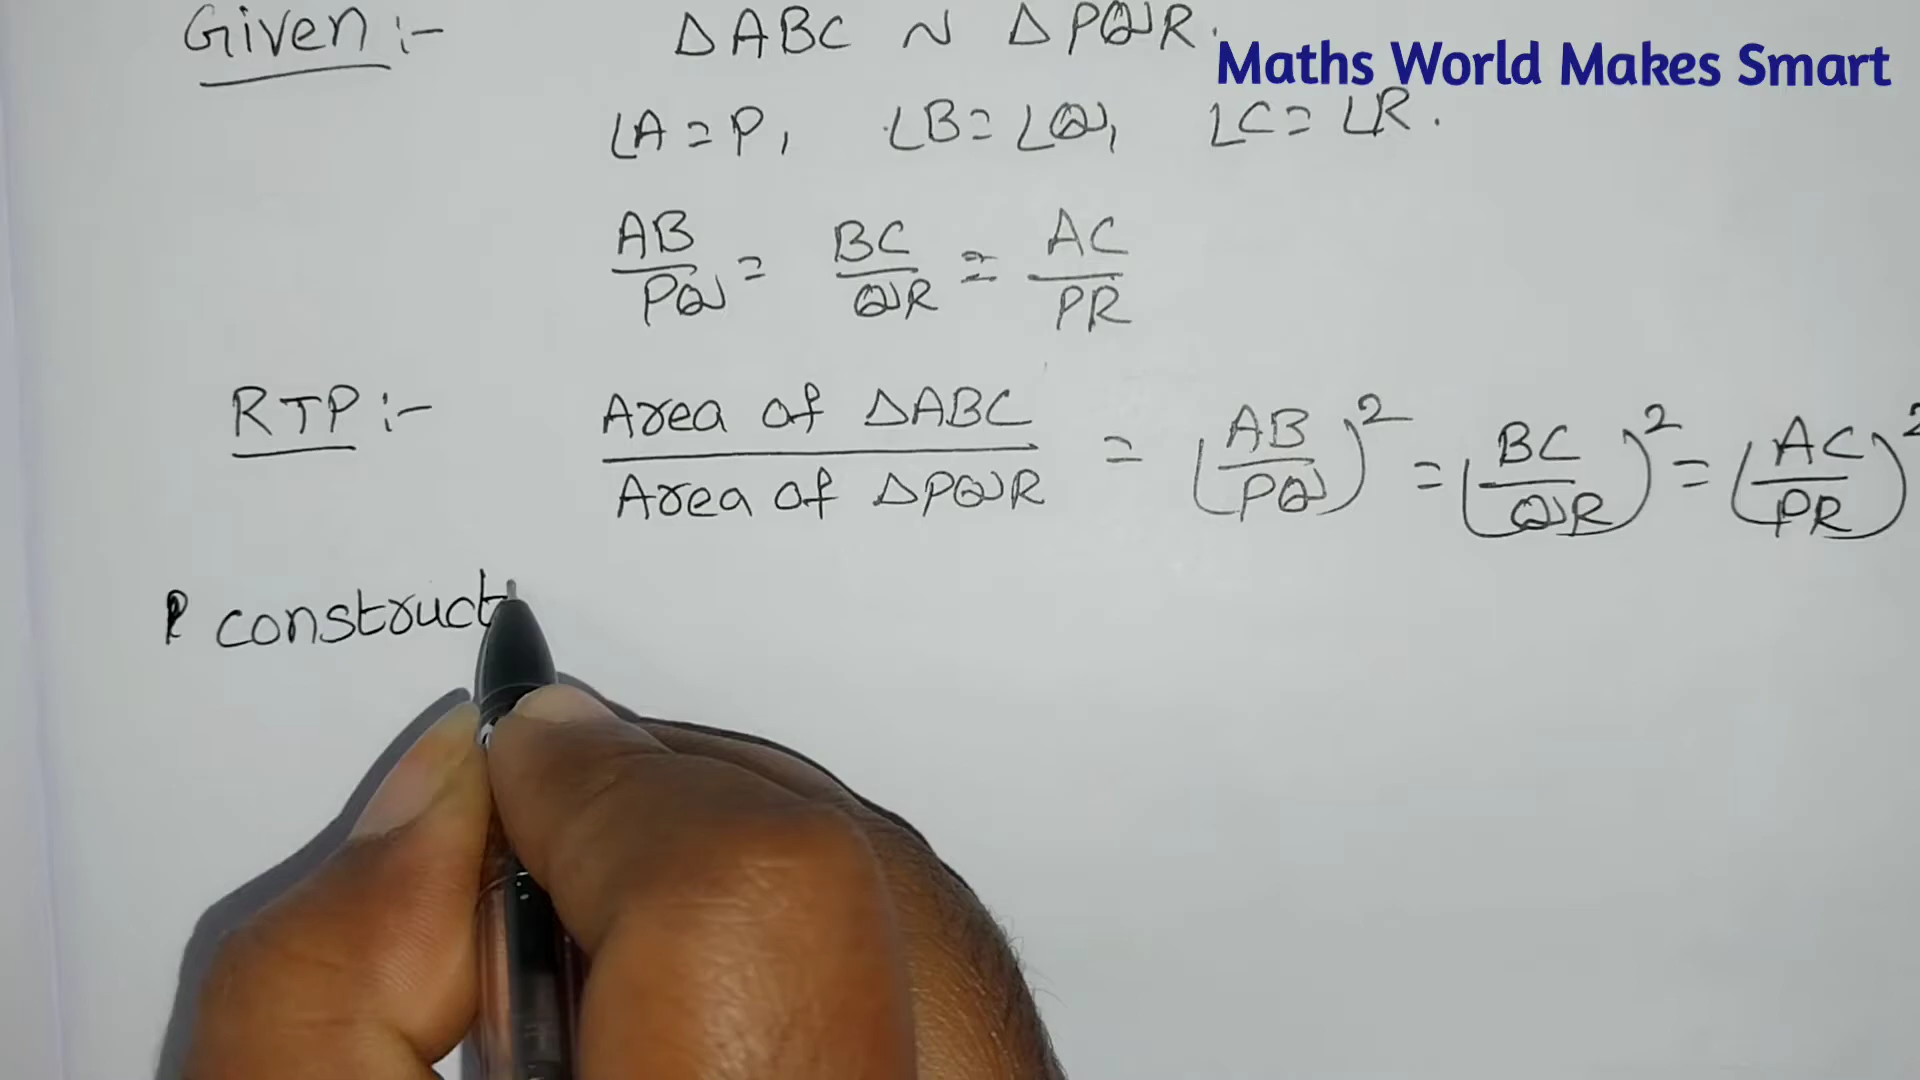 Given :- ΔABC ~ ΔPQR.
Maths World Makes Smart
∠A = P, ∠B = ∠Q, ∠C = ∠R.
AB/PQ = BC/QR = AC/PR
RTP :- Area of ΔABC / Area of ΔPQR = (AB/PQ)² = (BC/QR)² = (AC/PR)²
P construct